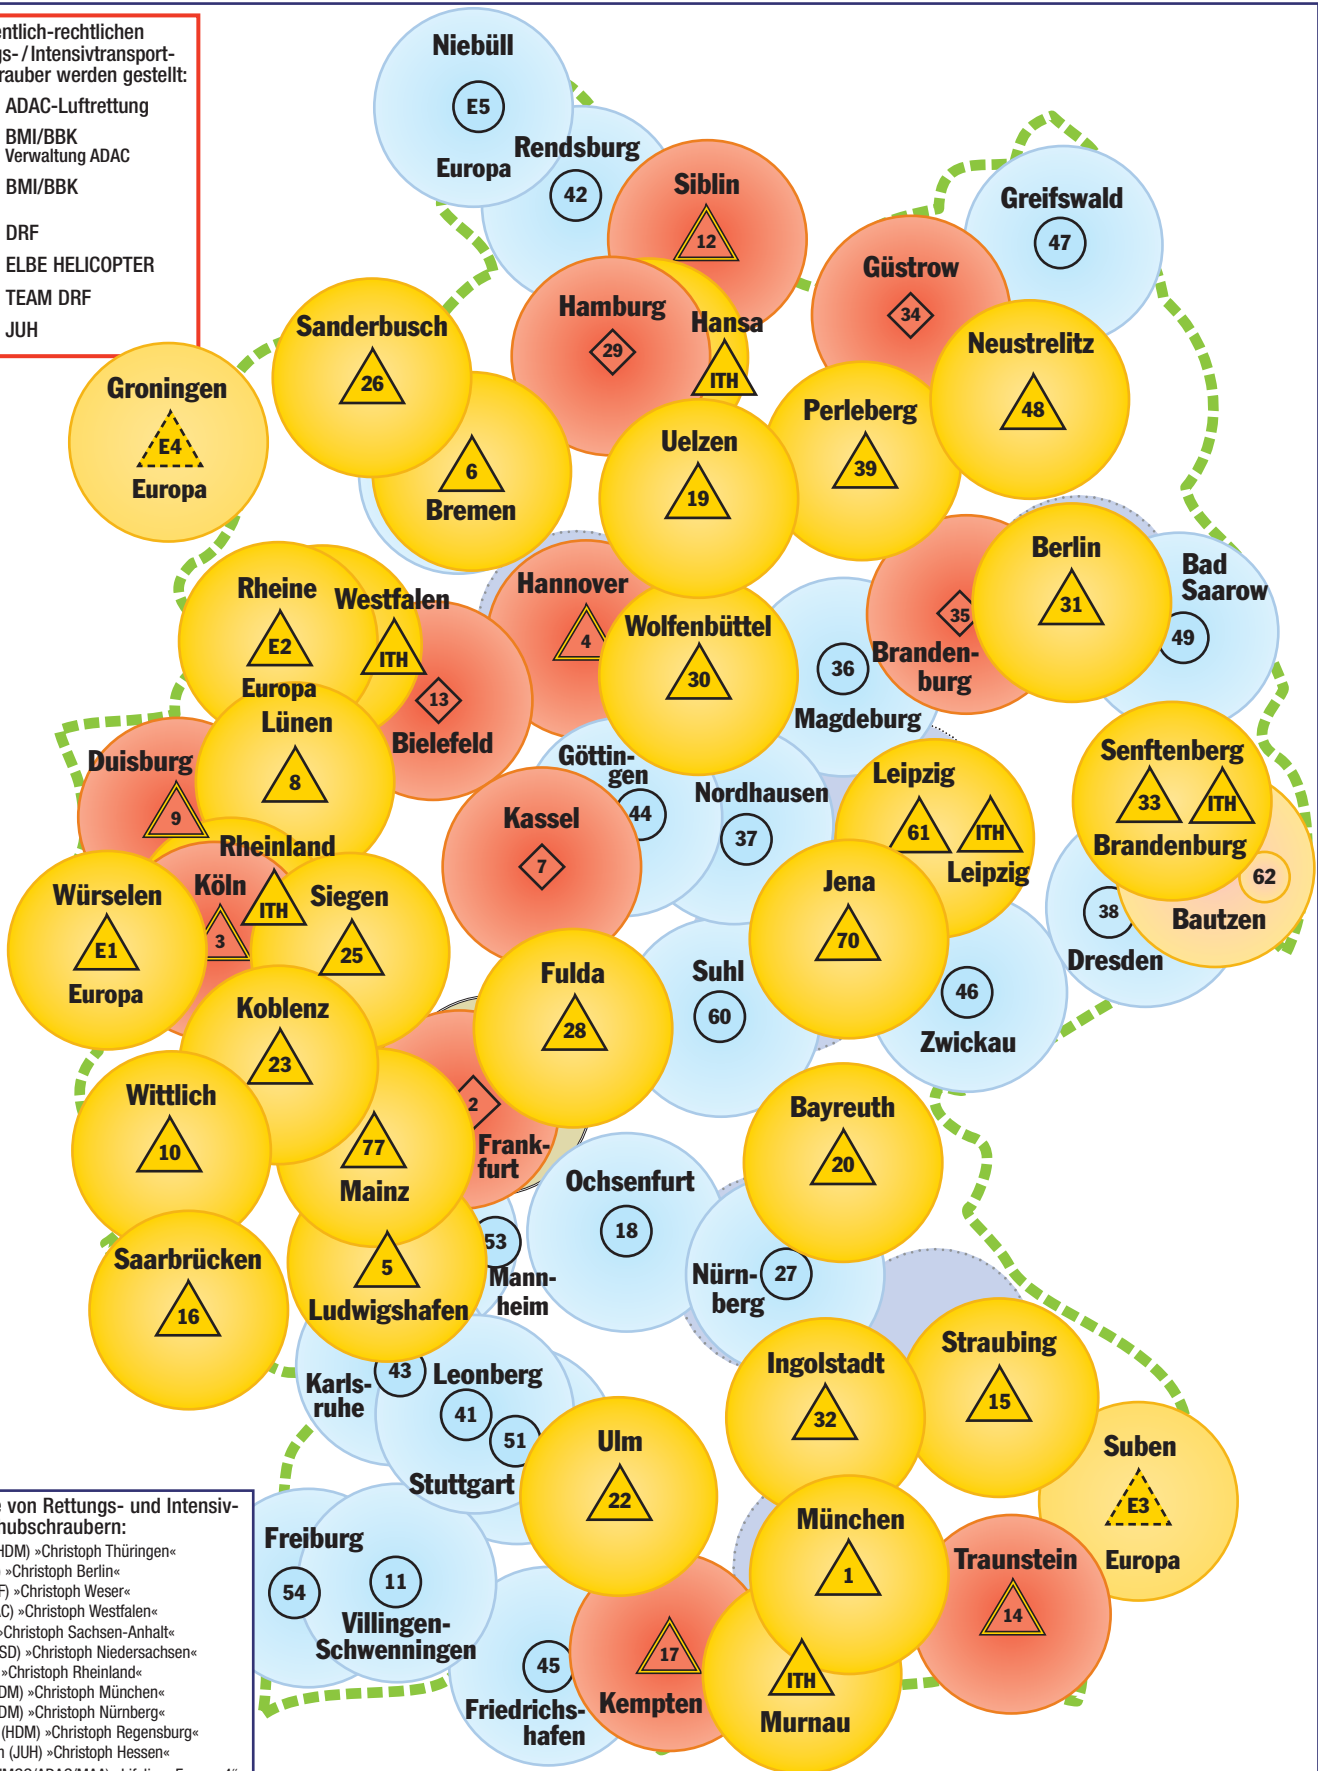 entlich-rechtlichen
gs-/Intensivtransport-
rauber werden gestellt:
ADAC-Luftrettung
BMI/BBK
Verwaltung ADAC
BMI/BBK
DRF
ELBE HELICOPTER
TEAM DRF
JUH
Niebüll
E5
Europa
Rendsburg
42
Siblin
12
Greifswald
47
Güstrow
34
Hamburg
29
Hansa
ITH
Sanderbusch
26
Neustrelitz
48
Groningen
E4
Europa
Perleberg
39
Uelzen
19
6
Bremen
Berlin
31
Bad
Saarow
49
Rheine
E2
Europa
Westfalen
ITH
Hannover
4
Wolfenbüttel
30
36
Magdeburg
35
Branden-
burg
13
Bielefeld
Lünen
8
Duisburg
9
Göttin-
gen
44
Nordhausen
37
Leipzig
61
ITH
Leipzig
Senftenberg
33
ITH
Brandenburg
62
Bautzen
38
Dresden
Kassel
7
Rheinland
ITH
Köln
3
Würselen
E1
Europa
Siegen
25
Jena
70
Fulda
28
Suhl
60
46
Zwickau
Koblenz
23
Wittlich
10
77
Mainz
2
Frank-
furt
Bayreuth
20
Ochsenfurt
18
Nürn-
berg
27
53
Mann-
heim
5
Ludwigshafen
Saarbrücken
16
Karls-
ruhe
43
Leonberg
41
51
Stuttgart
Ingolstadt
32
Straubing
15
Ulm
22
Suben
E3
Europa
München
1
Traunstein
14
Freiburg
54
11
Villingen-
Schwenningen
45
Friedrichs-
hafen
17
Kempten
ITH
Murnau
e von Rettungs- und Intensiv-
hubschraubern:
HDM) »Christoph Thüringen«
) »Christoph Berlin«
F) »Christoph Weser«
AC) »Christoph Westfalen«
»Christoph Sachsen-Anhalt«
SD) »Christoph Niedersachsen«
»Christoph Rheinland«
DM) »Christoph München«
DM) »Christoph Nürnberg«
(HDM) »Christoph Regensburg«
n (JUH) »Christoph Hessen«